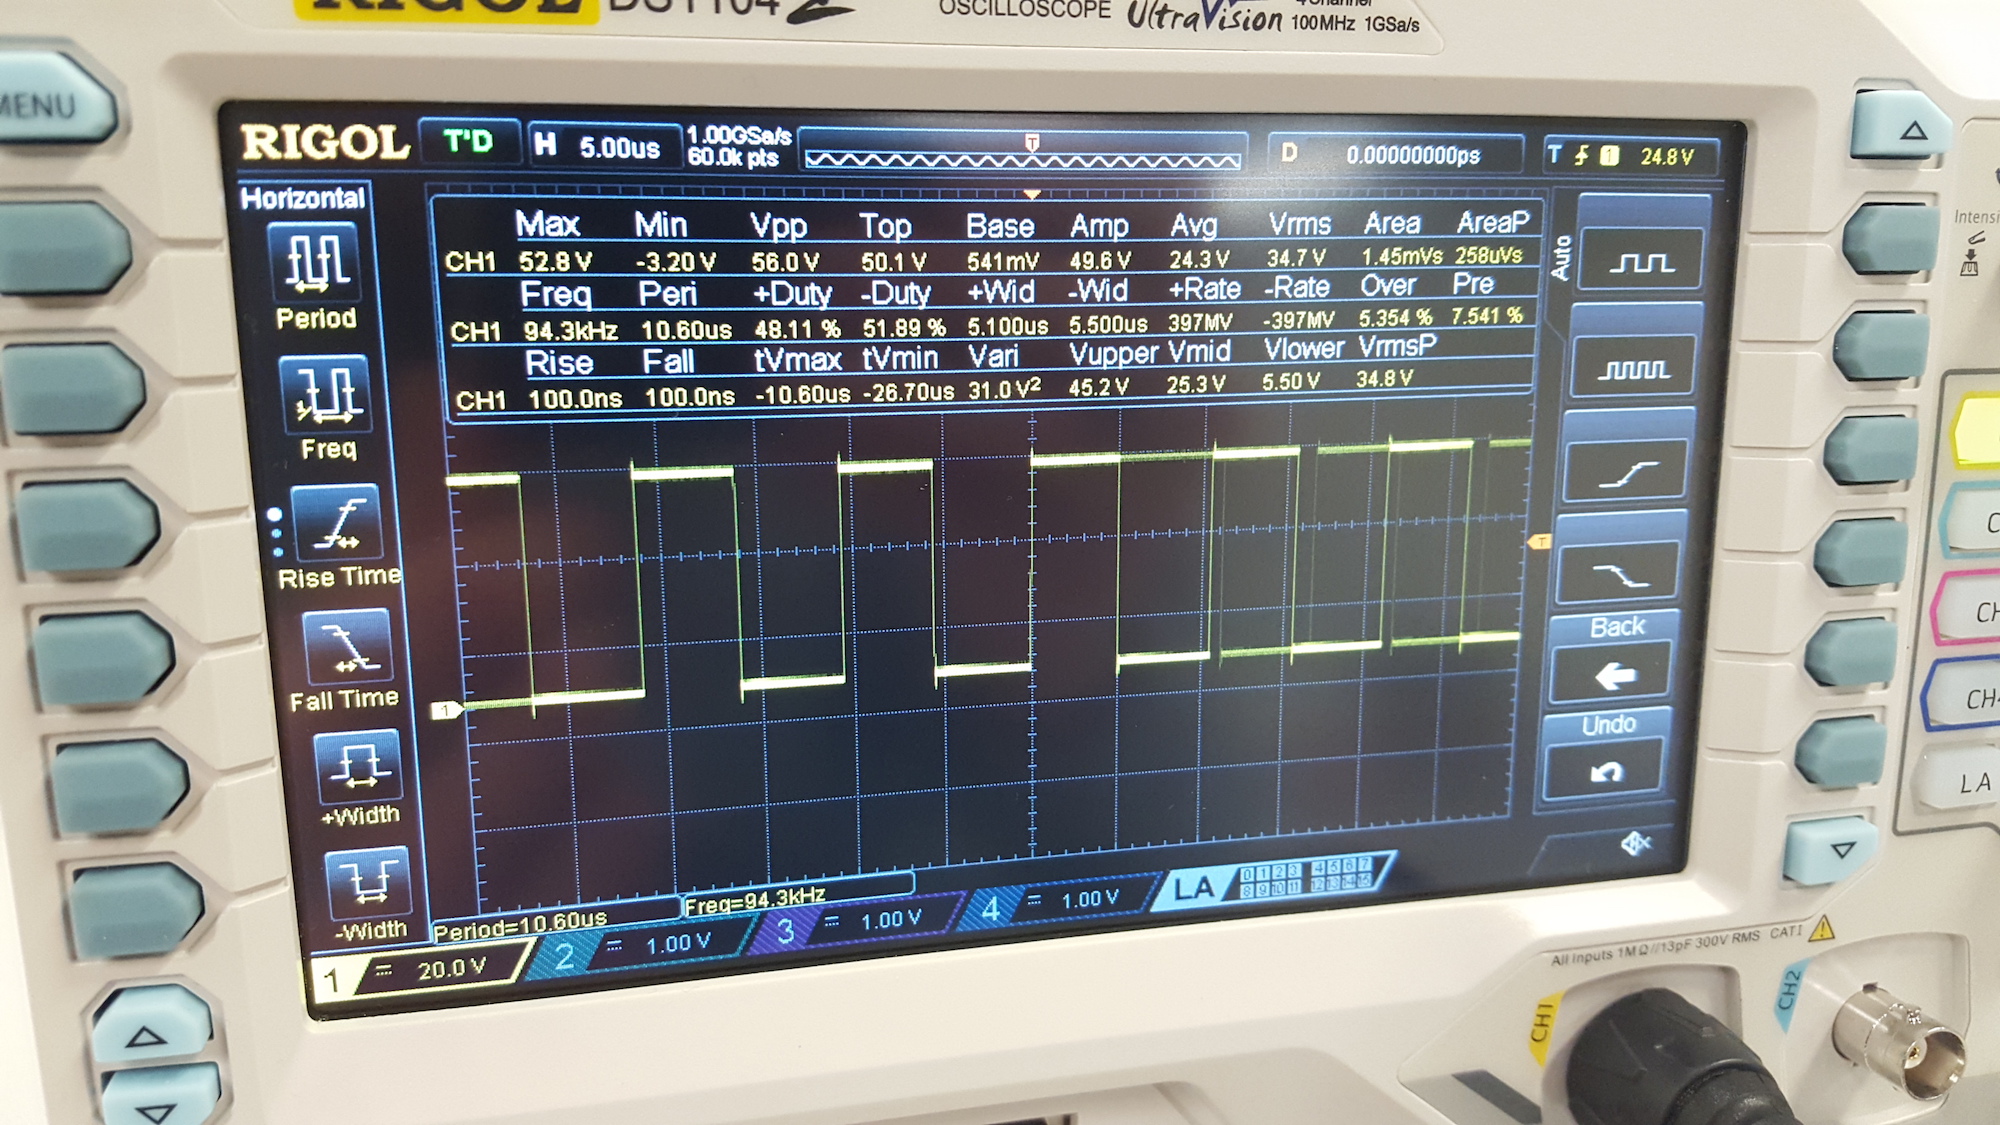 RIGOL DS1104Z
OSCILLOSCOPE UltraVision 4 Channel
100MHz 1GSa/s
MENU
RIGOL T'D H 5.00us 1.00GSa/s
60.0k pts
T
D 0.00000000ps T 1 24.8V
Horizontal
Max Min Vpp Top Base Amp Avg Vrms Area AreaP
CH1 52.8 V -3.20 V 56.0 V 50.1 V 541mV 49.6 V 24.3 V 34.7 V 1.45mVs 258uVs
Freq Peri +Duty -Duty +Wid -Wid +Rate -Rate Over Pre
CH1 94.3kHz 10.60us 48.11 % 51.89 % 5.100us 5.500us 397MV -397MV 5.354 % 7.541 %
Rise Fall tVmax tVmin Vari Vupper Vmid Vlower VrmsP
CH1 100.0ns 100.0ns -10.60us -26.70us 31.0 V² 45.2 V 25.3 V 5.50 V 34.8 V
Period
Freq
Rise Time
Fall Time
+Width
-Width
Auto
Back
Undo
1
T
Period=10.60us Freq=94.3kHz
1 20.0 V 2 1.00 V 3 1.00 V 4 1.00 V LA 0 1 2 3 4 5 6 7
8 9 10 11 12 13 14 15
LA
All Inputs 1MΩ//13pF 300V RMS CAT I
CH1
CH2